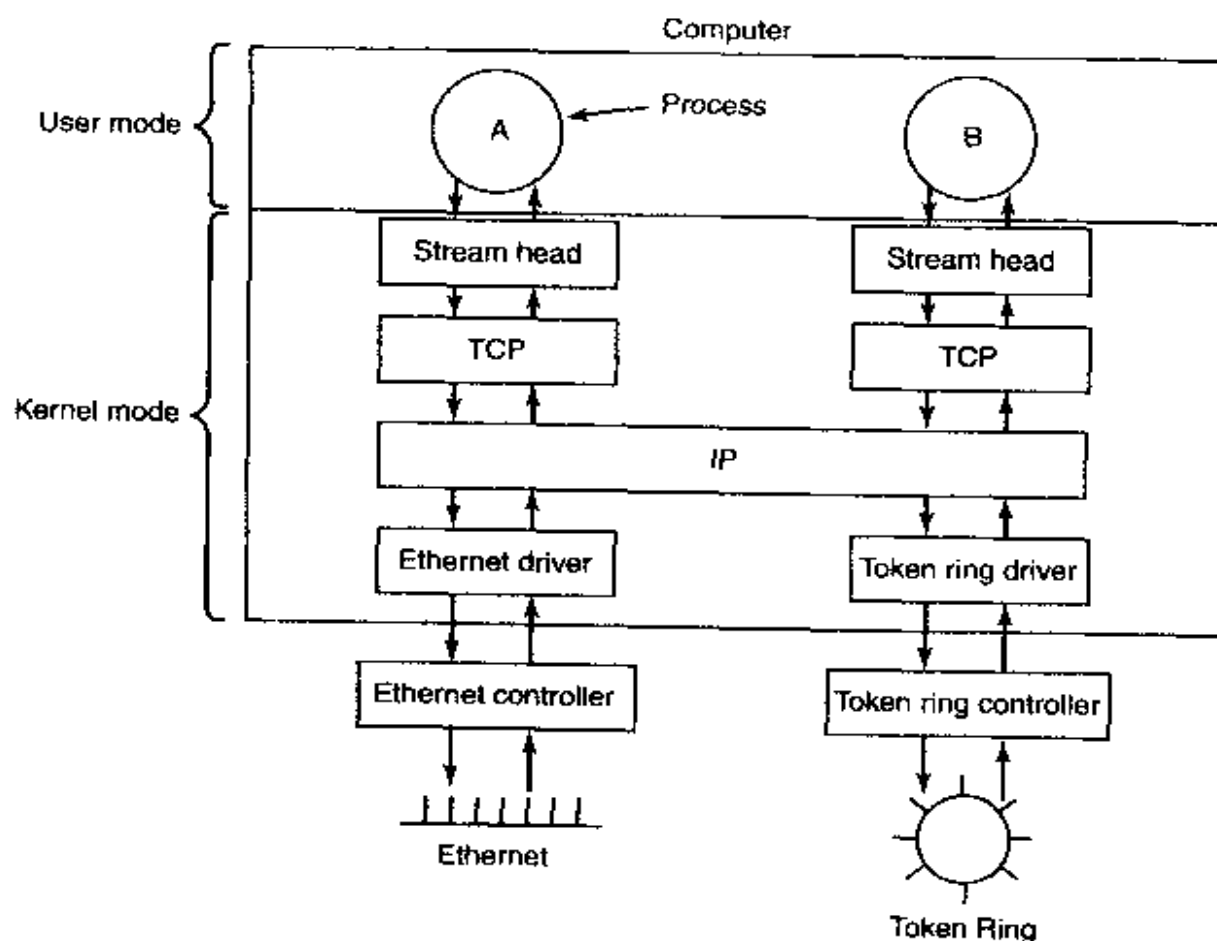 Computer
Process
User mode
A
B
Stream head
Stream head
TCP
TCP
Kernel mode
IP
Ethernet driver
Token ring driver
Ethernet controller
Token ring controller
Ethernet
Token Ring